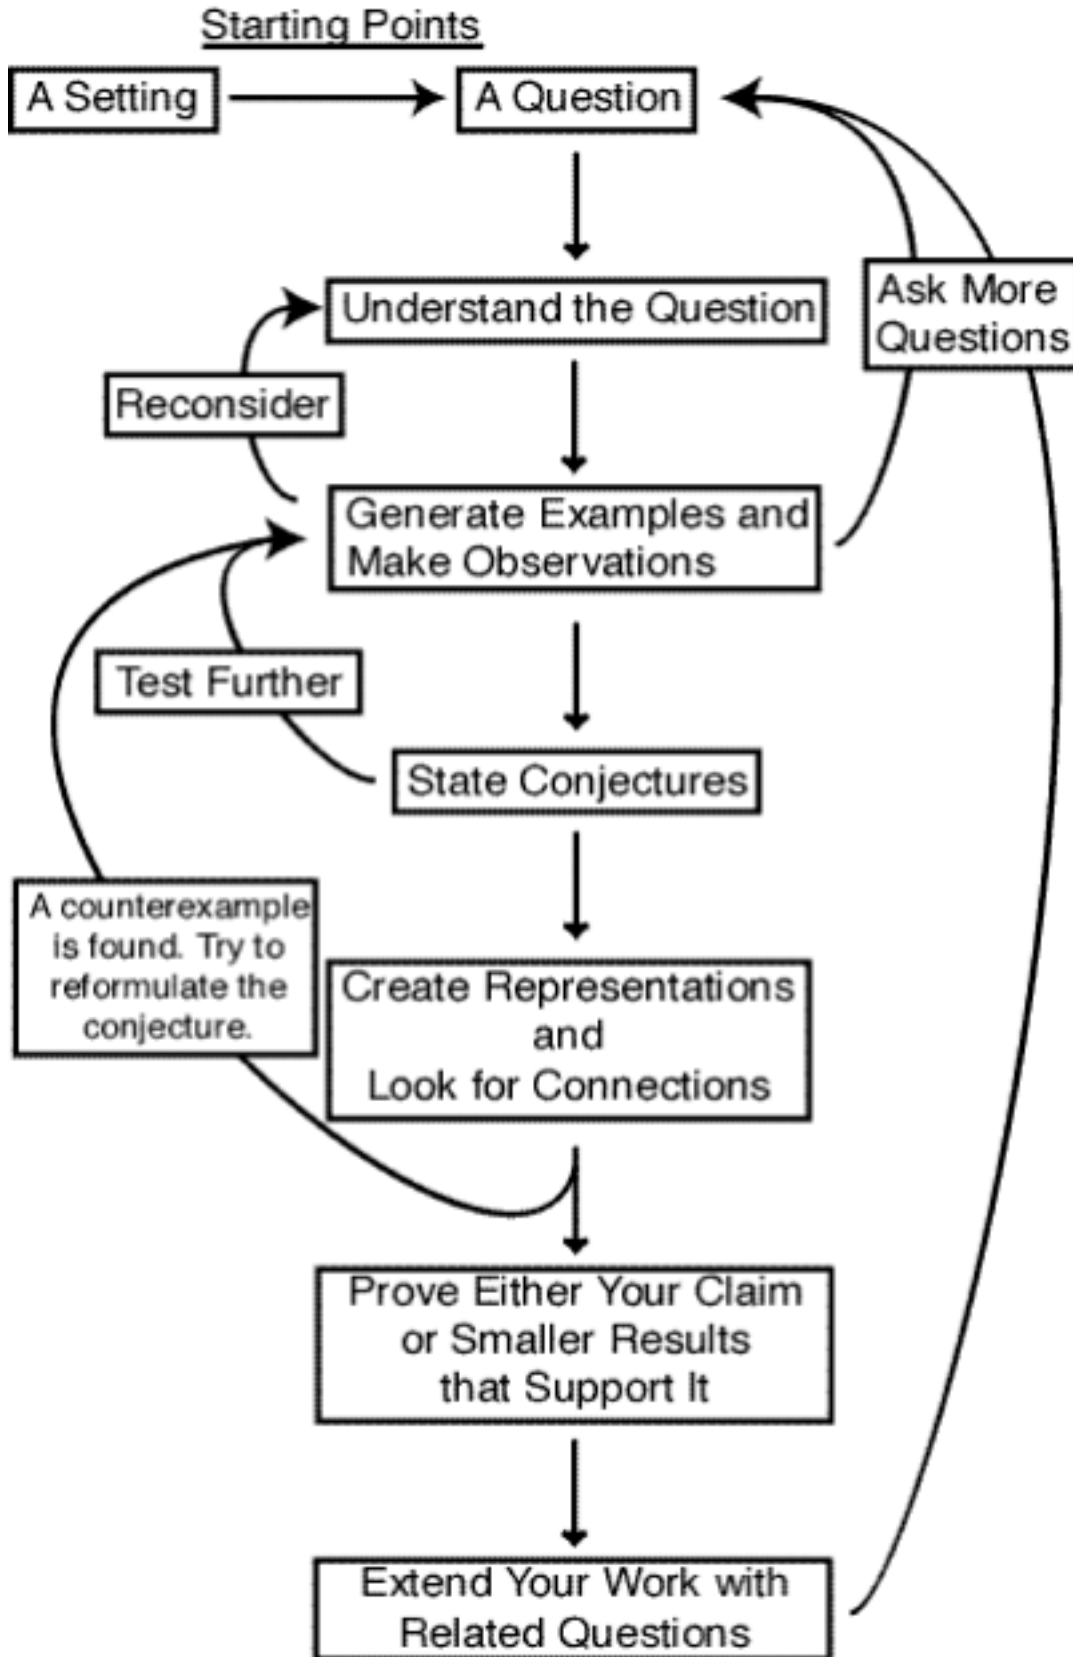 Starting Points
A Setting
A Question
Understand the Question
Ask More
Questions
Reconsider
Generate Examples and
Make Observations
Test Further
State Conjectures
A counterexample
is found. Try to
reformulate the
conjecture.
Create Representations
and
Look for Connections
Prove Either Your Claim
or Smaller Results
that Support It
Extend Your Work with
Related Questions